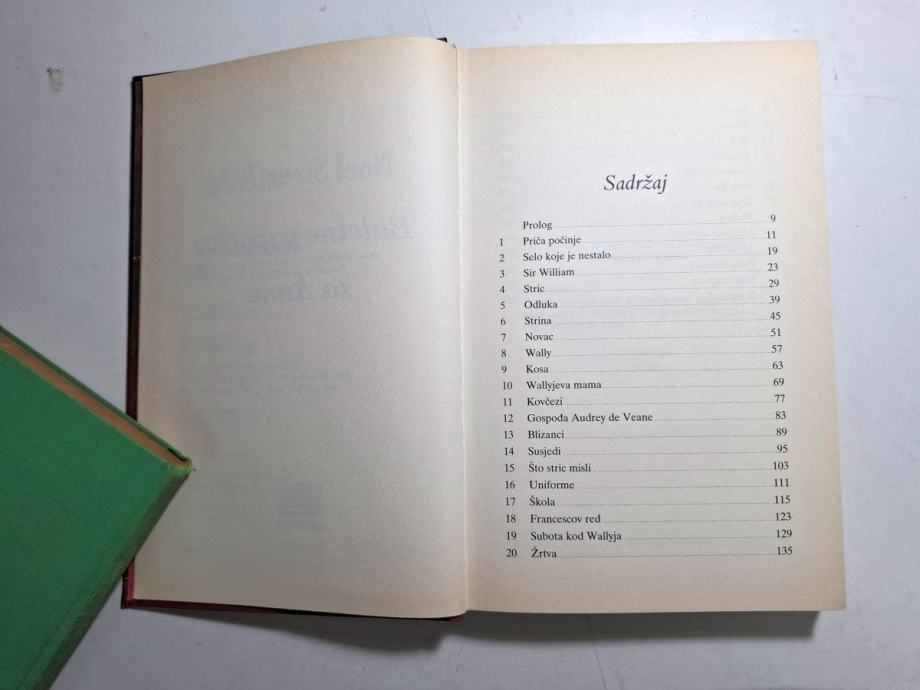 Sadržaj
Prolog 9
1 Priča počinje 11
2 Selo koje je nestalo 19
3 Sir William 23
4 Stric 29
5 Odluka 39
6 Strina 45
7 Novac 51
8 Wally 57
9 Kosa 63
10 Wallyjeva mama 69
11 Kovčezi 77
12 Gospođa Audrey de Veane 83
13 Blizanci 89
14 Susjedi 95
15 Što stric misli 103
16 Uniforme 111
17 Škola 115
18 Francescov red 123
19 Subota kod Wallyja 129
20 Žrtva 135